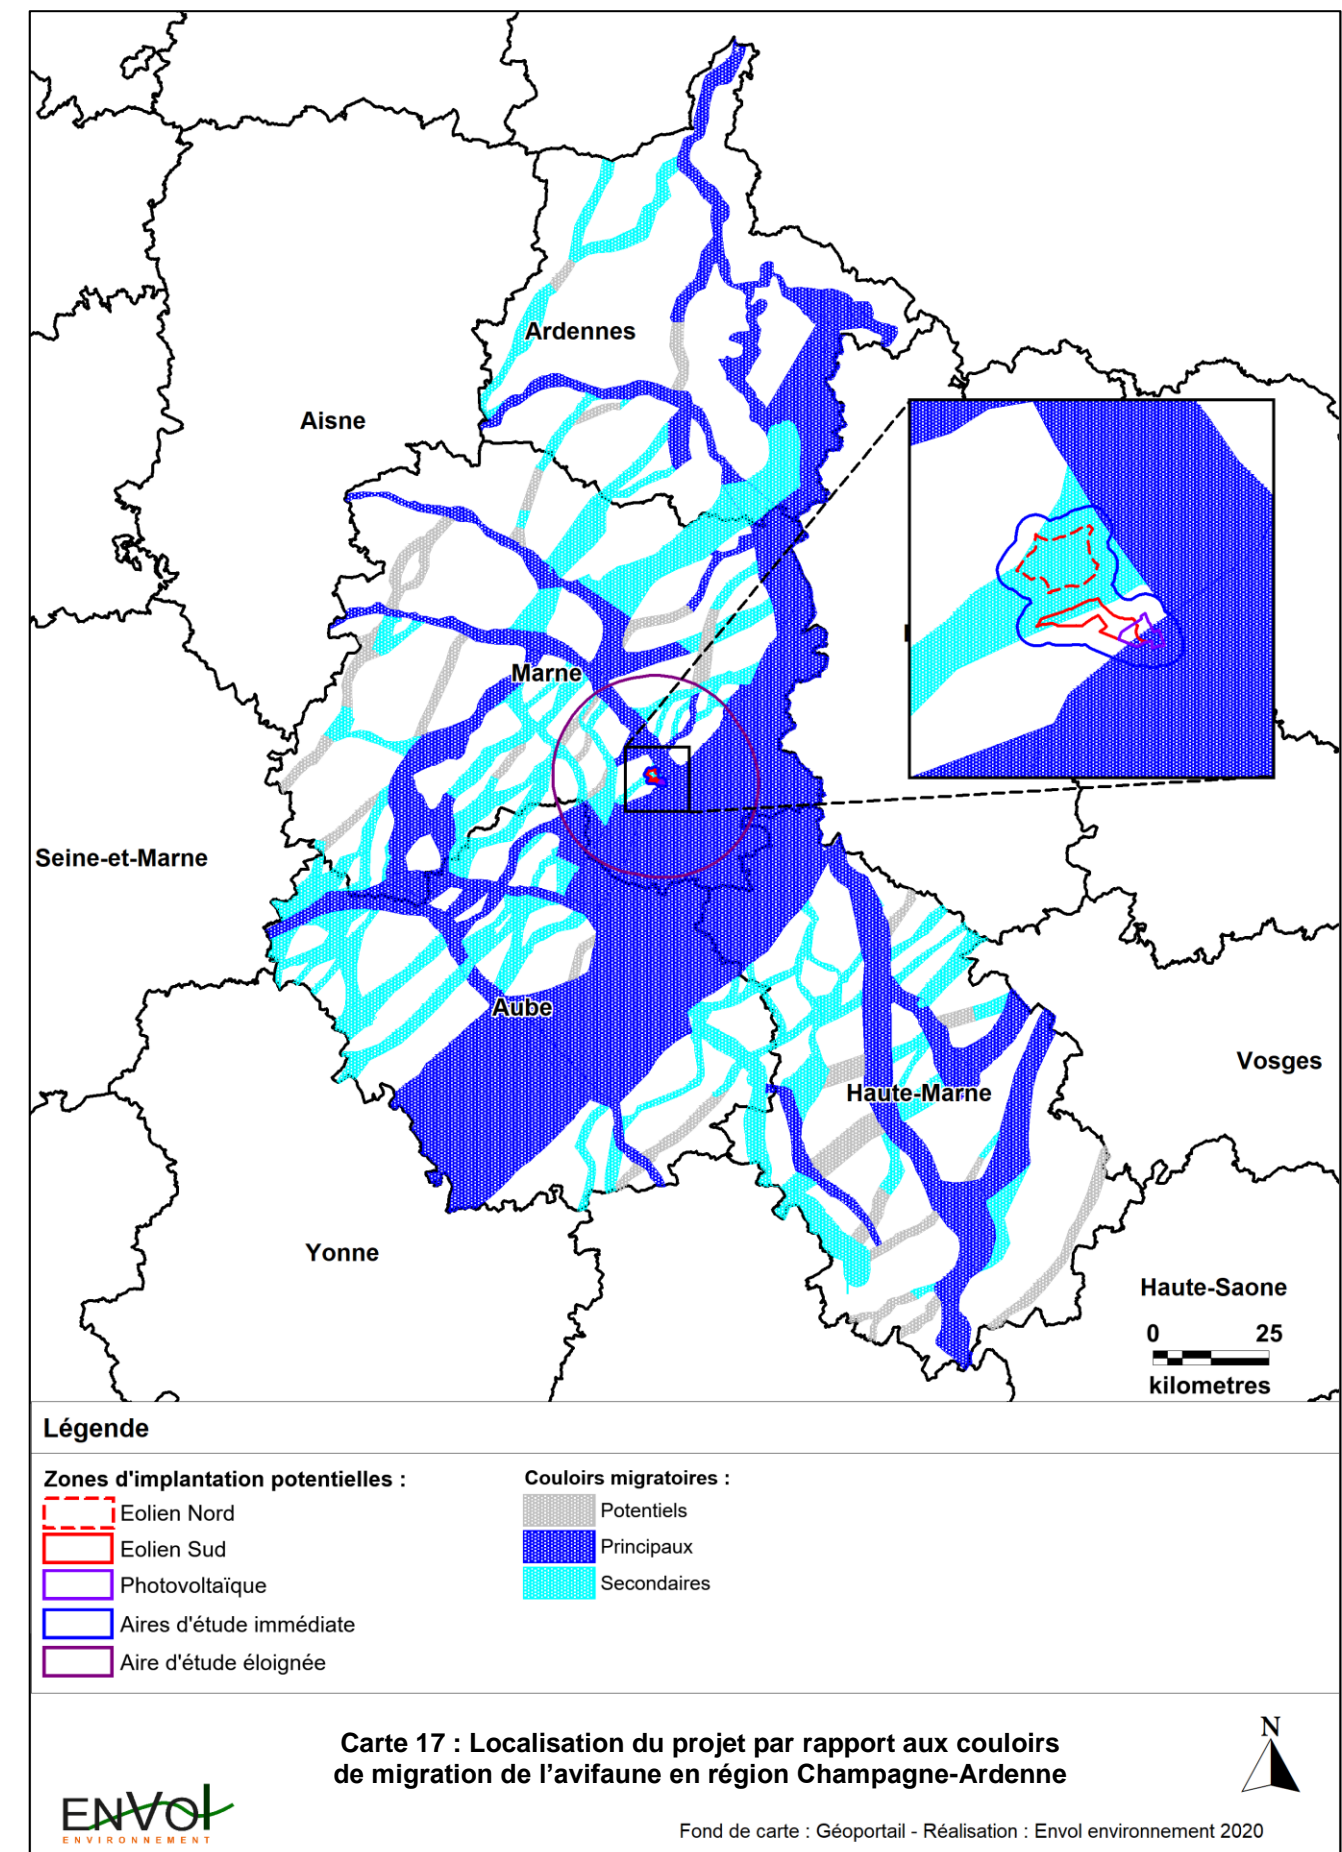 Ardennes
Aisne
Marne
Seine-et-Marne
Aube
Vosges
Haute-Marne
Yonne
Haute-Saone
0 25
kilometres
Légende
Zones d'implantation potentielles :
Eolien Nord
Eolien Sud
Photovoltaïque
Aires d'étude immédiate
Aire d'étude éloignée
Couloirs migratoires :
Potentiels
Principaux
Secondaires
Carte 17 : Localisation du projet par rapport aux couloirs
de migration de l'avifaune en région Champagne-Ardenne
N
ENVOl
ENVIRONNEMENT
Fond de carte : Géoportail - Réalisation : Envol environnement 2020